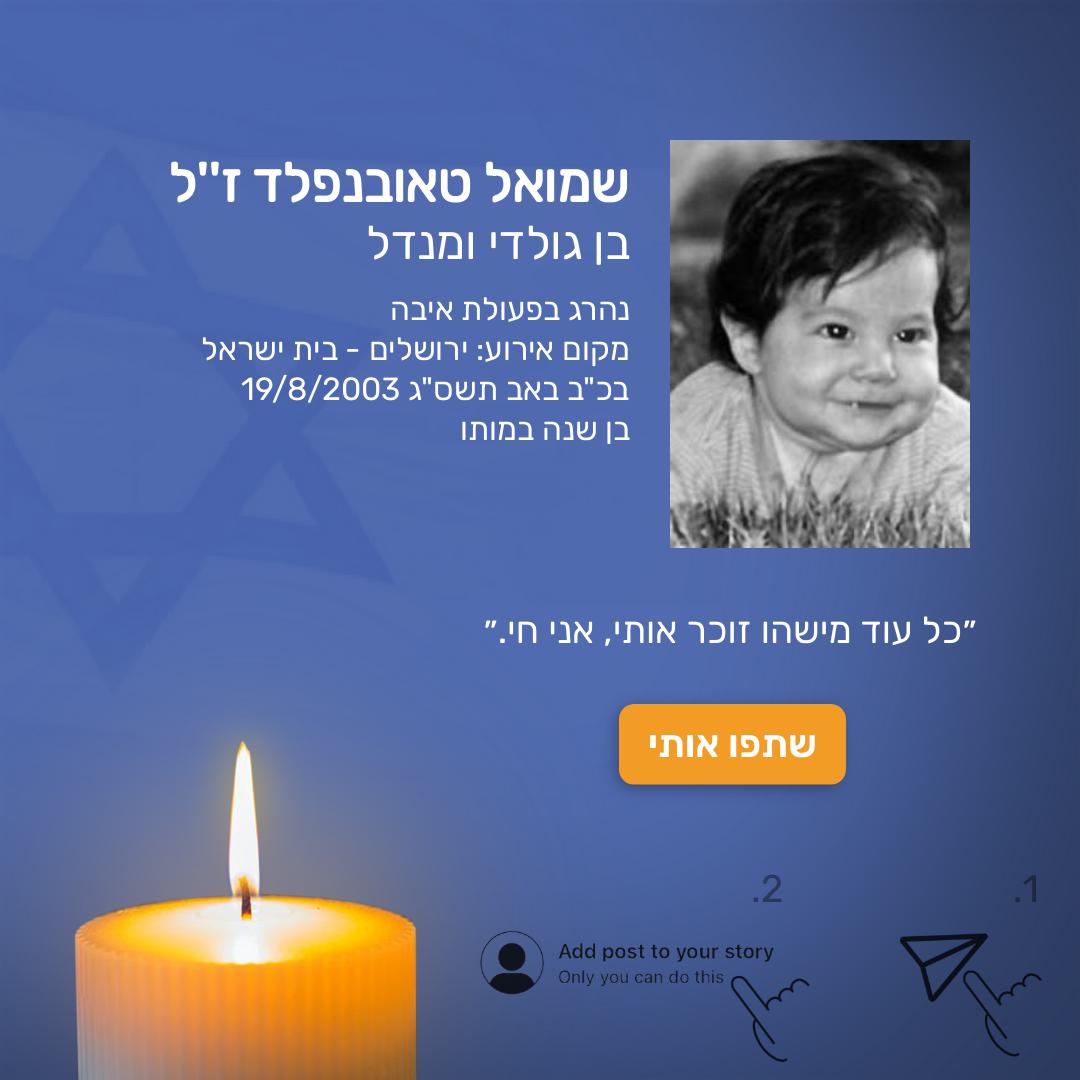 שמואל טאובנפלד ז"ל
בן גולדי ומנדל
נהרג בפעולת איבה
מקום אירוע: ירושלים - בית ישראל
בכ"ב באב תשס"ג 19/8/2003
בן שנה במותו
״כל עוד מישהו זוכר אותי, אני חי.״
שתפו אותי
1.
2.
Add post to your story
Only you can do this